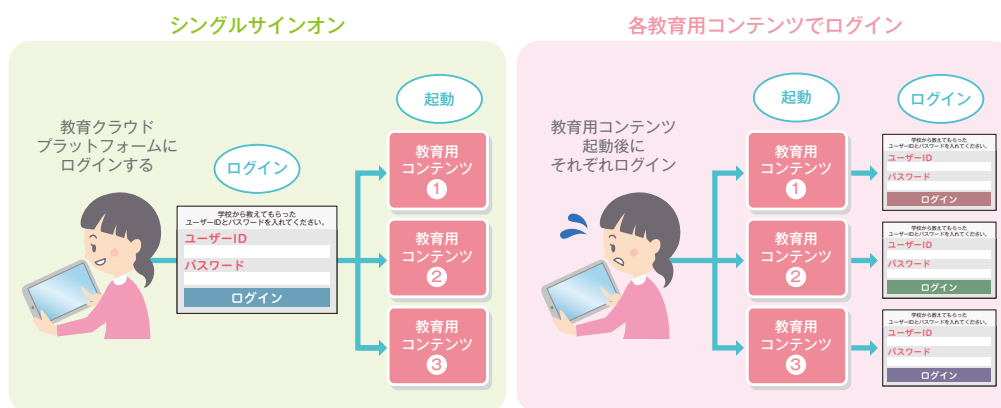 シングルサインオン
教育クラウド
プラットフォームに
ログインする
ログイン
学校から教えてもらった
ユーザーIDとパスワードを入れてください。
ユーザーID
パスワード
ログイン
起動
教育用
コンテンツ
1
教育用
コンテンツ
2
教育用
コンテンツ
3
各教育用コンテンツでログイン
教育用コンテンツ
起動後に
それぞれログイン
起動
教育用
コンテンツ
1
教育用
コンテンツ
2
教育用
コンテンツ
3
ログイン
学校から教えてもらった
ユーザーIDとパスワードを入れてください。
ユーザーID
パスワード
ログイン
学校から教えてもらった
ユーザーIDとパスワードを入れてください。
ユーザーID
パスワード
ログイン
学校から教えてもらった
ユーザーIDとパスワードを入れてください。
ユーザーID
パスワード
ログイン